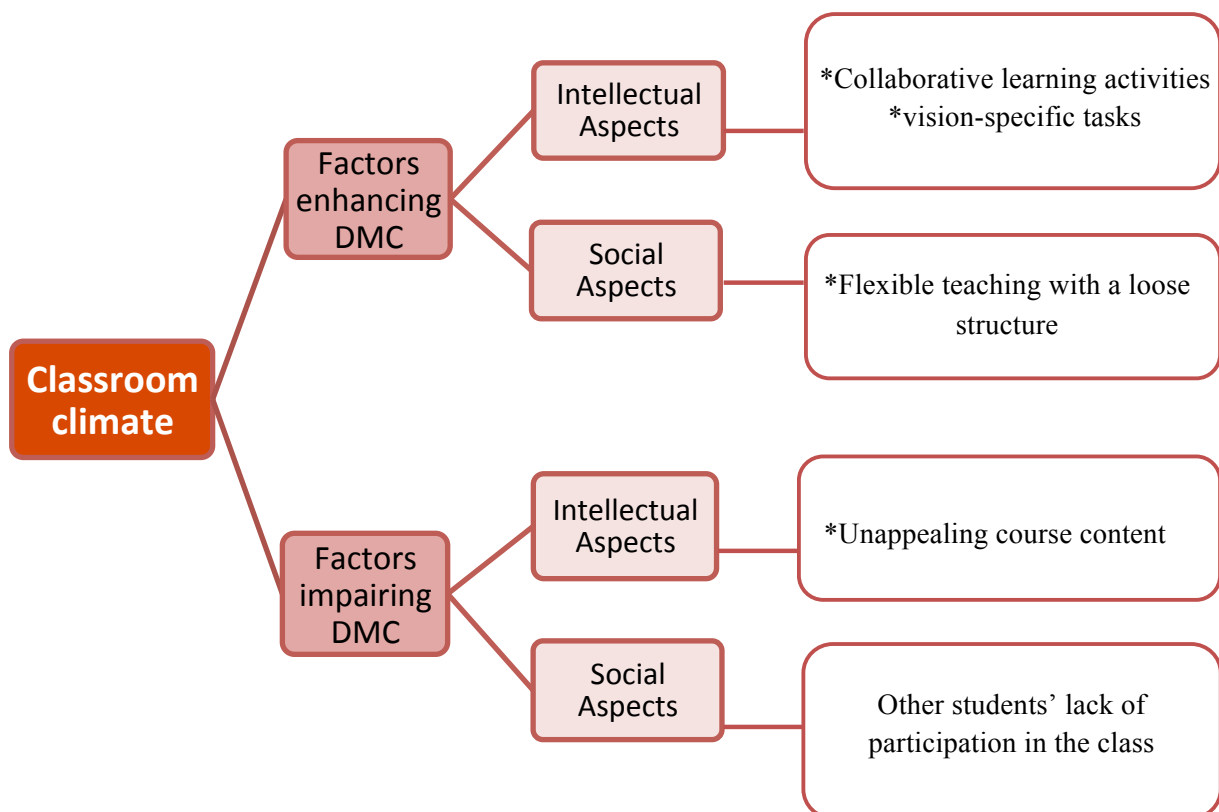 Classroom
climate
Factors
enhancing
DMC
Intellectual
Aspects
*Collaborative learning activities
*vision-specific tasks
Social
Aspects
*Flexible teaching with a loose
structure
Factors
impairing
DMC
Intellectual
Aspects
*Unappealing course content
Social
Aspects
Other students’ lack of
participation in the class